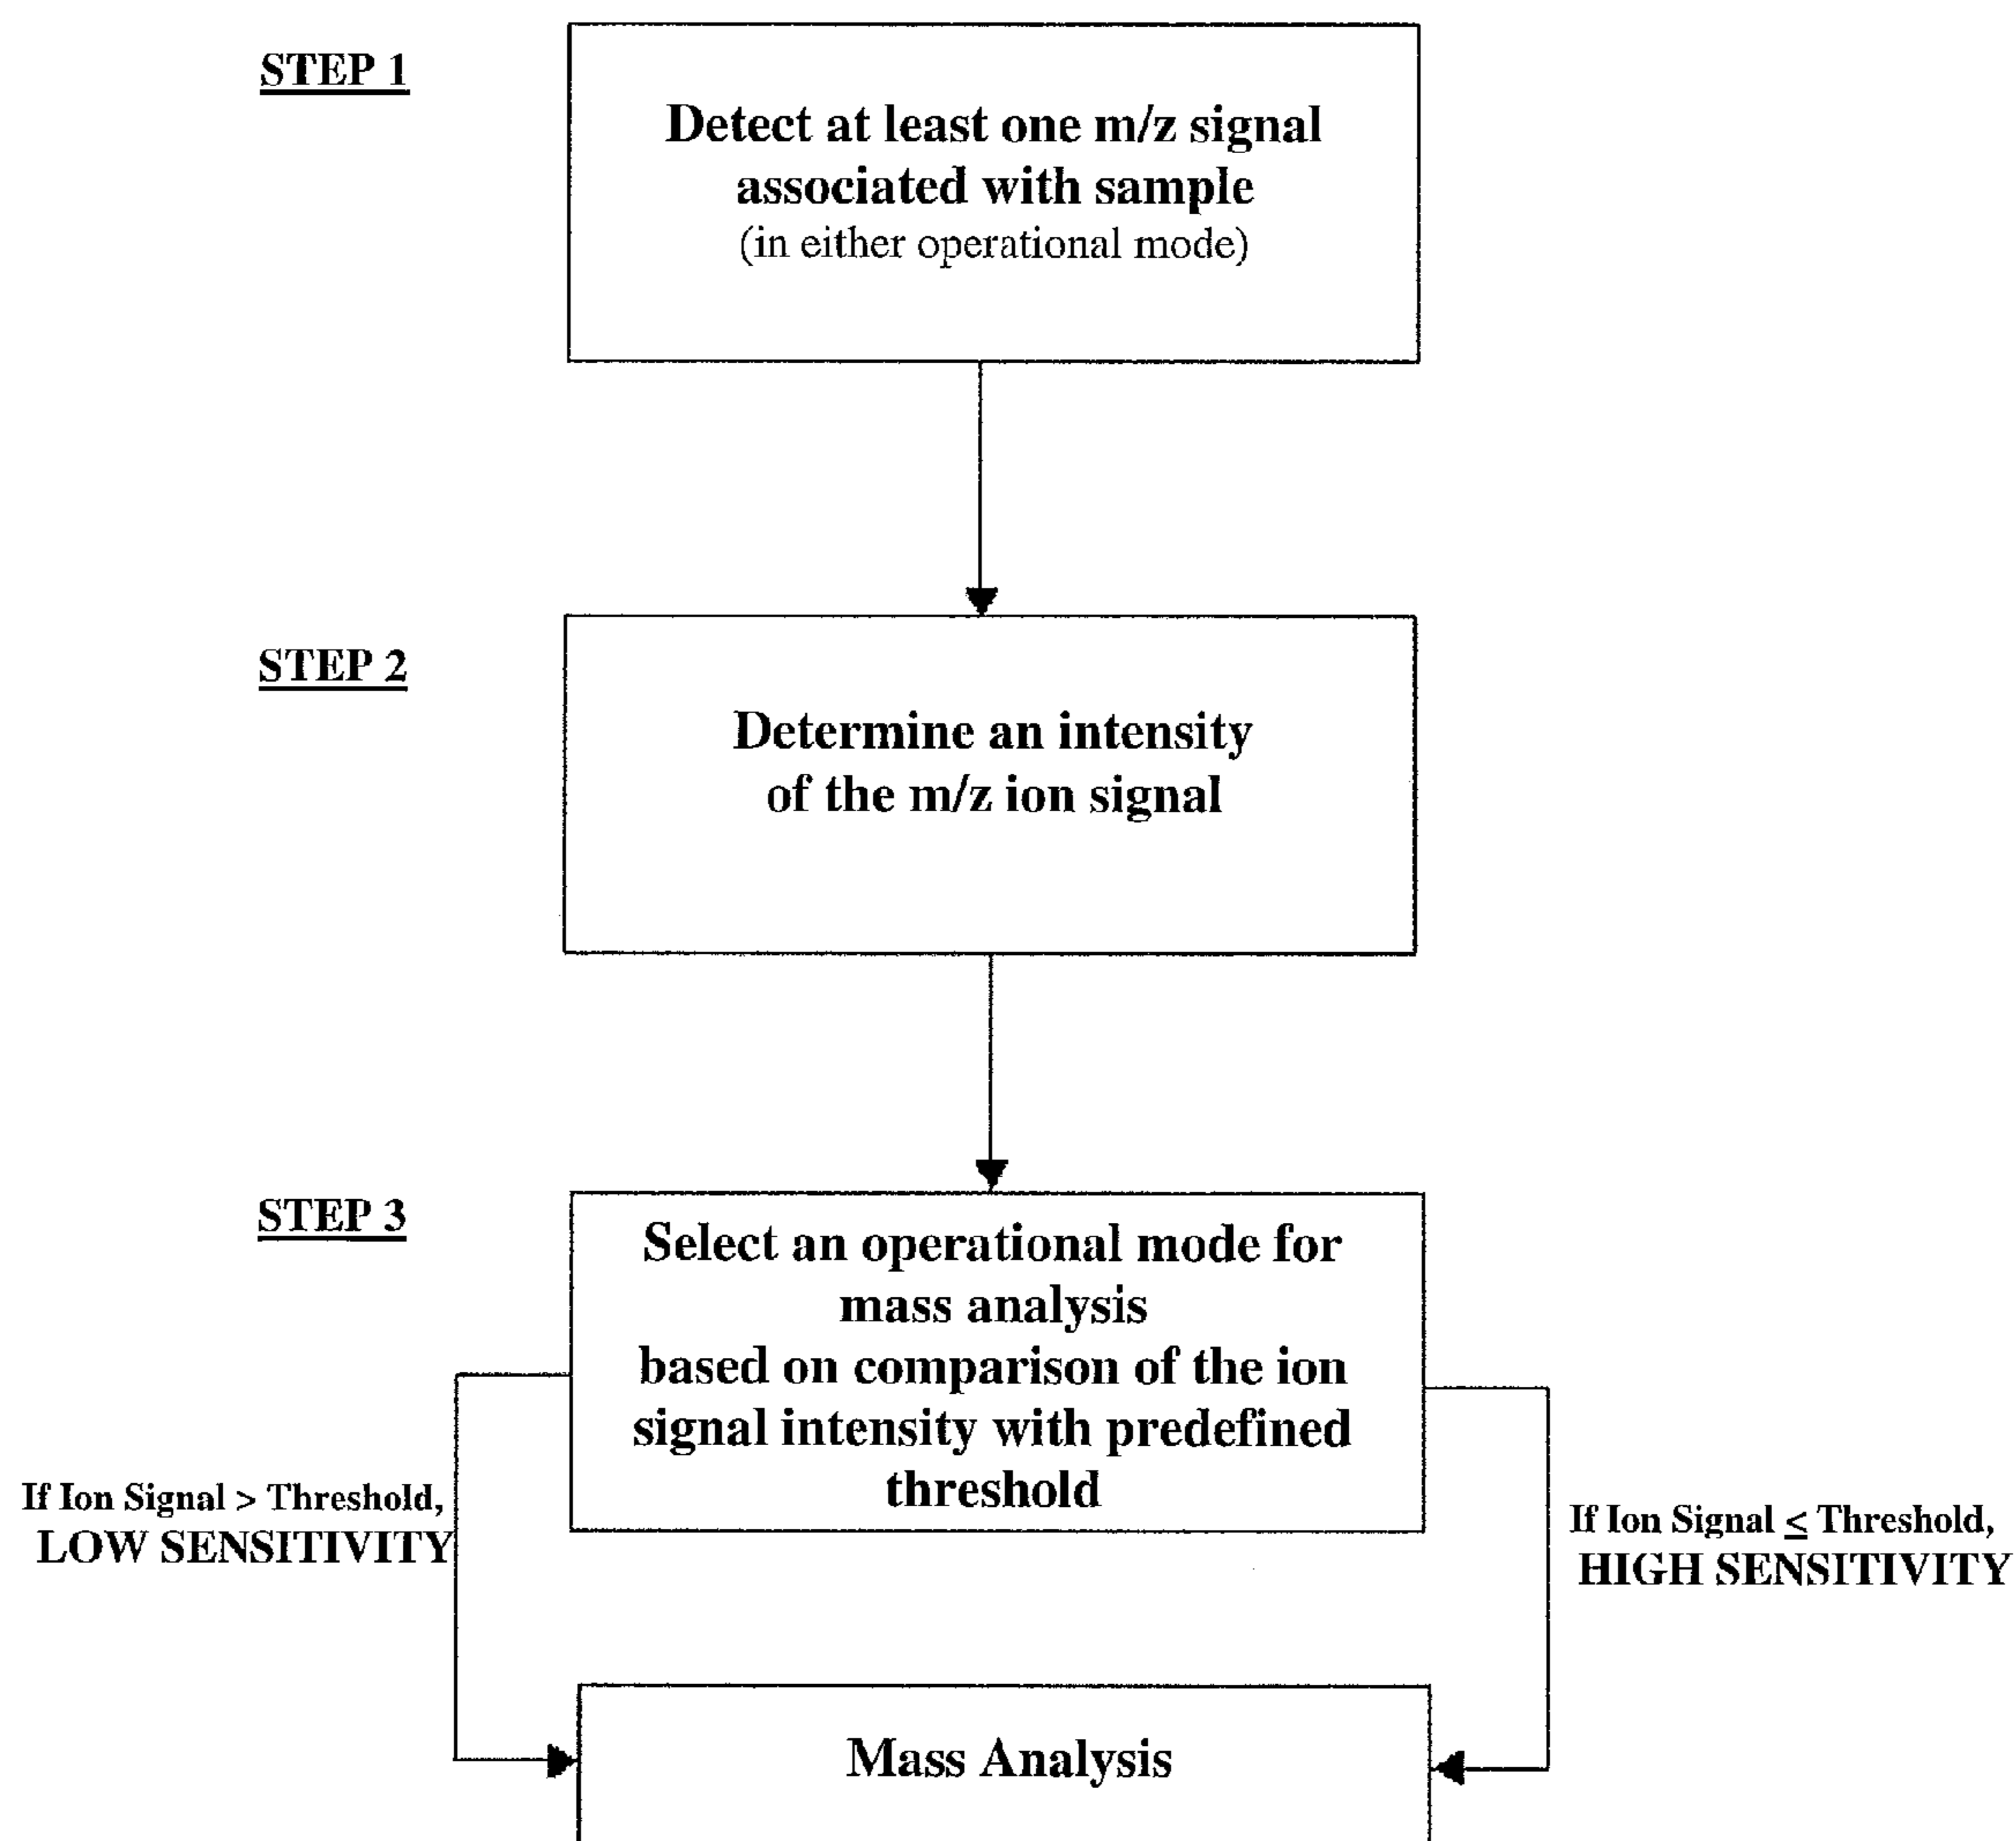 STEP 1
Detect at least one m/z signal
associated with sample
(in either operational mode)
STEP 2
Determine an intensity
of the m/z ion signal
STEP 3
Select an operational mode for
mass analysis
based on comparison of the ion
signal intensity with predefined
threshold
If Ion Signal > Threshold,
LOW SENSITIVITY
If Ion Signal ≤ Threshold,
HIGH SENSITIVITY
Mass Analysis